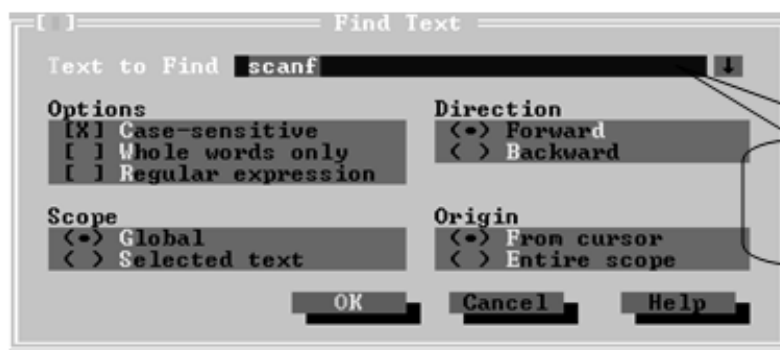 [ ] Find Text
Text to Find scanf ↓
Options
[X] Case-sensitive
[ ] Whole words only
[ ] Regular expression
Direction
(•) Forward
( ) Backward
Scope
(•) Global
( ) Selected text
Origin
(•) From cursor
( ) Entire scope
OK Cancel Help